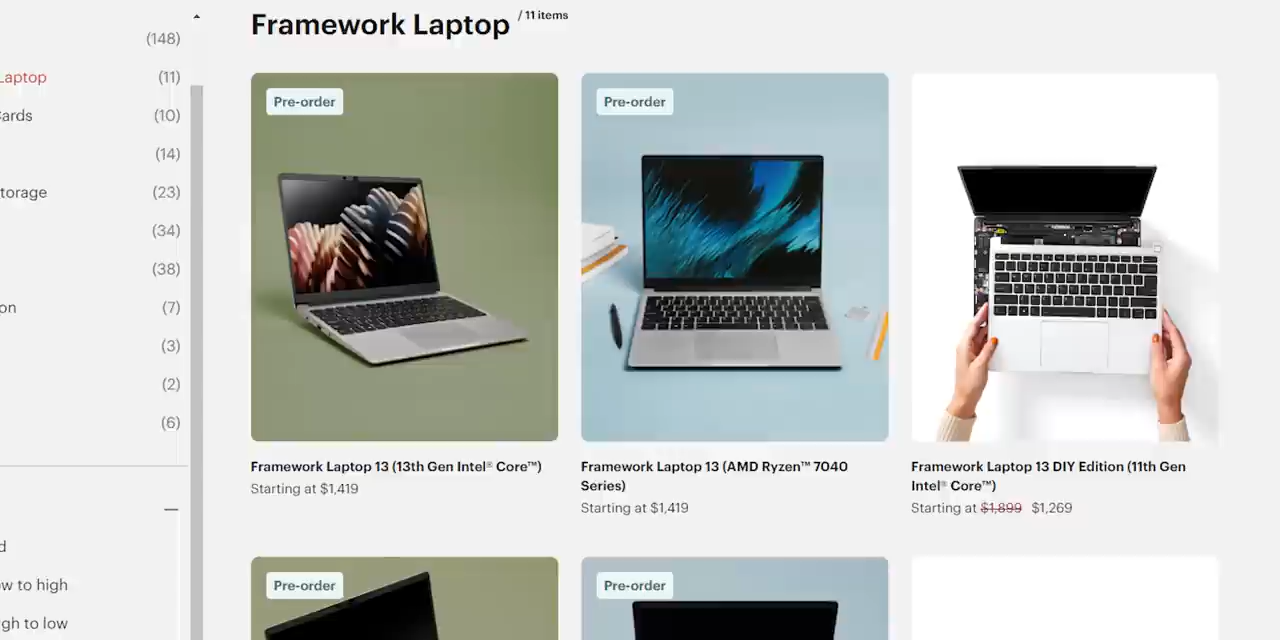 Framework Laptop / 11 items
(148)
Laptop (11)
Cards (10)
(14)
torage (23)
(34)
(38)
on (7)
(3)
(2)
(6)
d
ow to high
gh to low
Pre-order
Pre-order
Framework Laptop 13 (13th Gen Intel® Core™)
Starting at $1,419
Framework Laptop 13 (AMD Ryzen™ 7040
Series)
Starting at $1,419
Framework Laptop 13 DIY Edition (11th Gen
Intel® Core™)
Starting at $1,899 $1,269
Pre-order
Pre-order